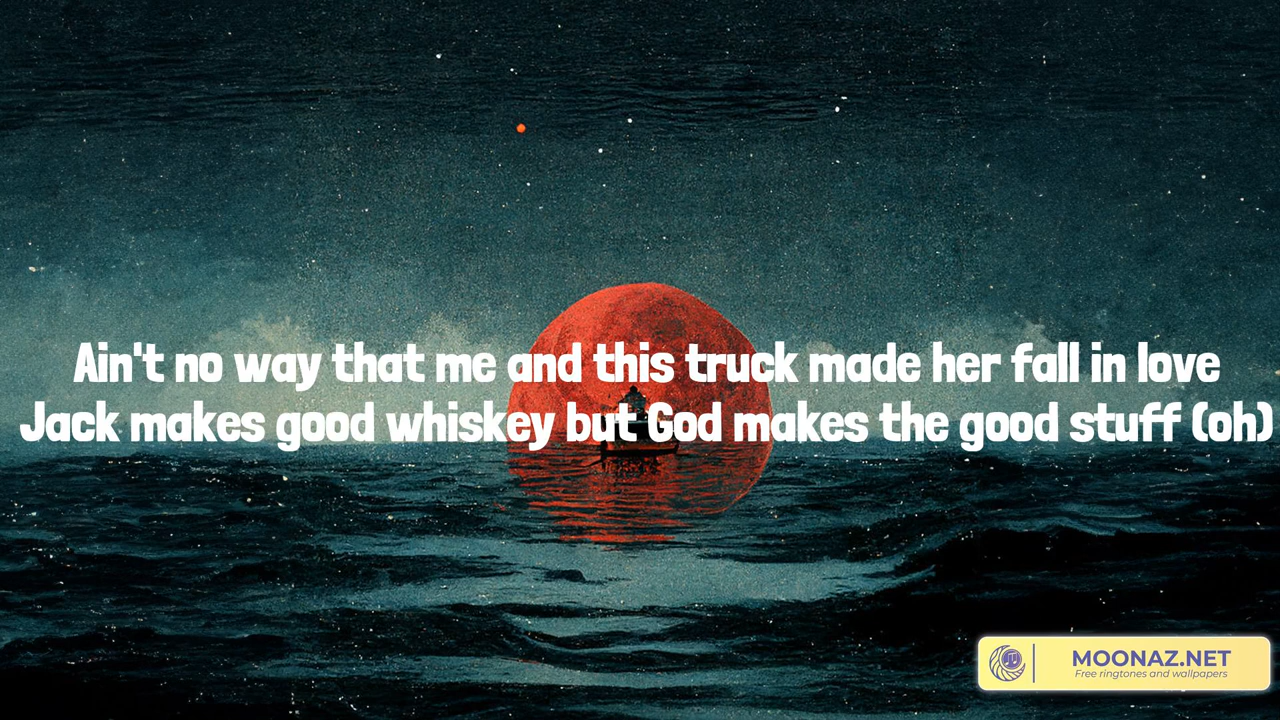 Ain't no way that me and this truck made her fall in love
Jack makes good whiskey but God makes the good stuff (oh)
MOONAZ.NET
Free ringtones and wallpapers